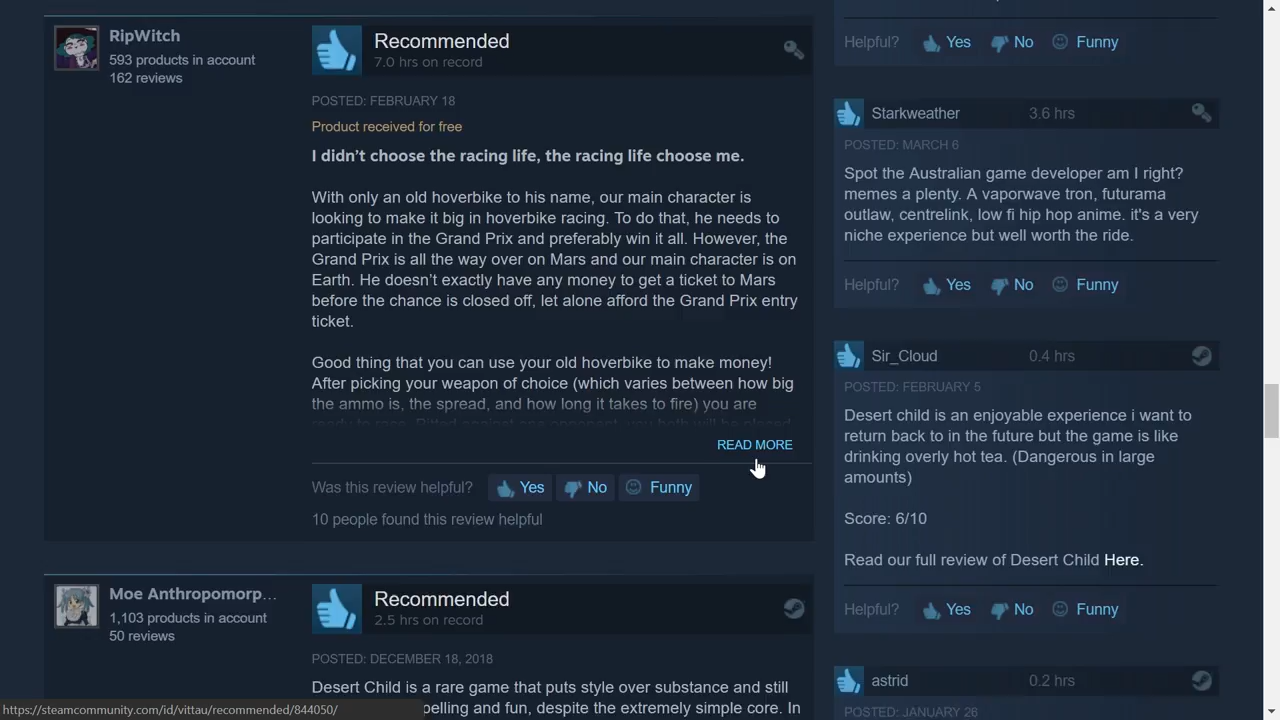 RipWitch
593 products in account
162 reviews
Recommended
7.0 hrs on record
POSTED: FEBRUARY 18
Product received for free
I didn’t choose the racing life, the racing life choose me.
With only an old hoverbike to his name, our main character is
looking to make it big in hoverbike racing. To do that, he needs to
participate in the Grand Prix and preferably win it all. However, the
Grand Prix is all the way over on Mars and our main character is on
Earth. He doesn’t exactly have any money to get a ticket to Mars
before the chance is closed off, let alone afford the Grand Prix entry
ticket.
Good thing that you can use your old hoverbike to make money!
After picking your weapon of choice (which varies between how big
the ammo is, the spread, and how long it takes to fire) you are
ready to race. Pitted against one opponent, you both will be placed
READ MORE
Was this review helpful? Yes No Funny
10 people found this review helpful
Moe Anthropomorp...
1,103 products in account
50 reviews
Recommended
2.5 hrs on record
POSTED: DECEMBER 18, 2018
Desert Child is a rare game that puts style over substance and still
pelling and fun, despite the extremely simple core. In
https://steamcommunity.com/id/vittau/recommended/844050/
Helpful? Yes No Funny
Starkweather 3.6 hrs
POSTED: MARCH 6
Spot the Australian game developer am I right?
memes a plenty. A vaporwave tron, futurama
outlaw, centrelink, low fi hip hop anime. it's a very
niche experience but well worth the ride.
Helpful? Yes No Funny
Sir_Cloud 0.4 hrs
POSTED: FEBRUARY 5
Desert child is an enjoyable experience i want to
return back to in the future but the game is like
drinking overly hot tea. (Dangerous in large
amounts)
Score: 6/10
Read our full review of Desert Child Here.
Helpful? Yes No Funny
astrid 0.2 hrs
POSTED: JANUARY 26